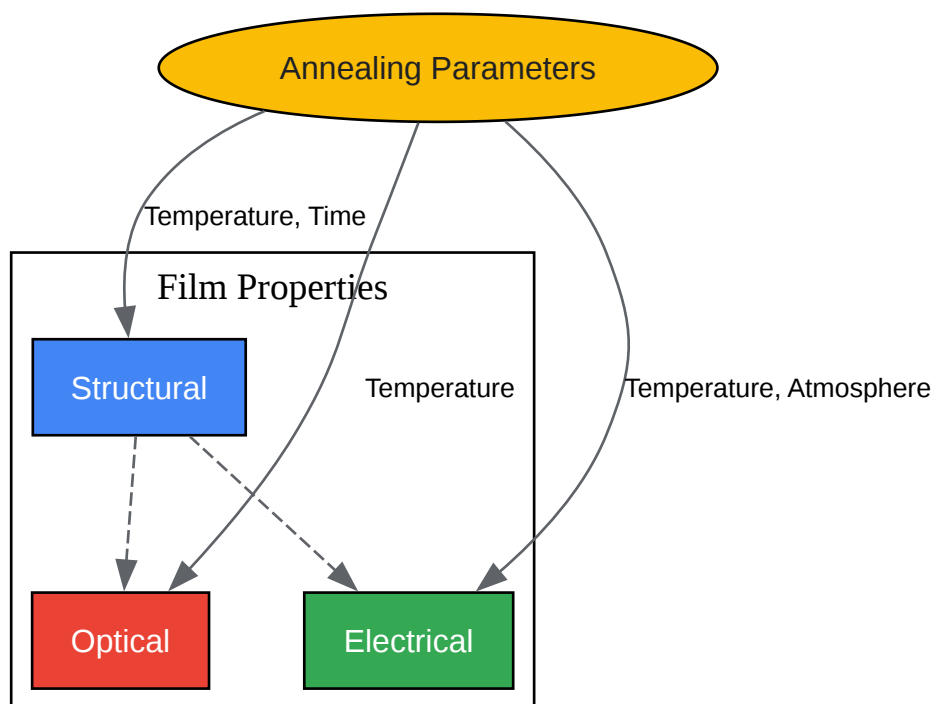 Annealing Parameters
Temperature, Time
Film Properties
Structural
Temperature
Temperature, Atmosphere
Optical
Electrical